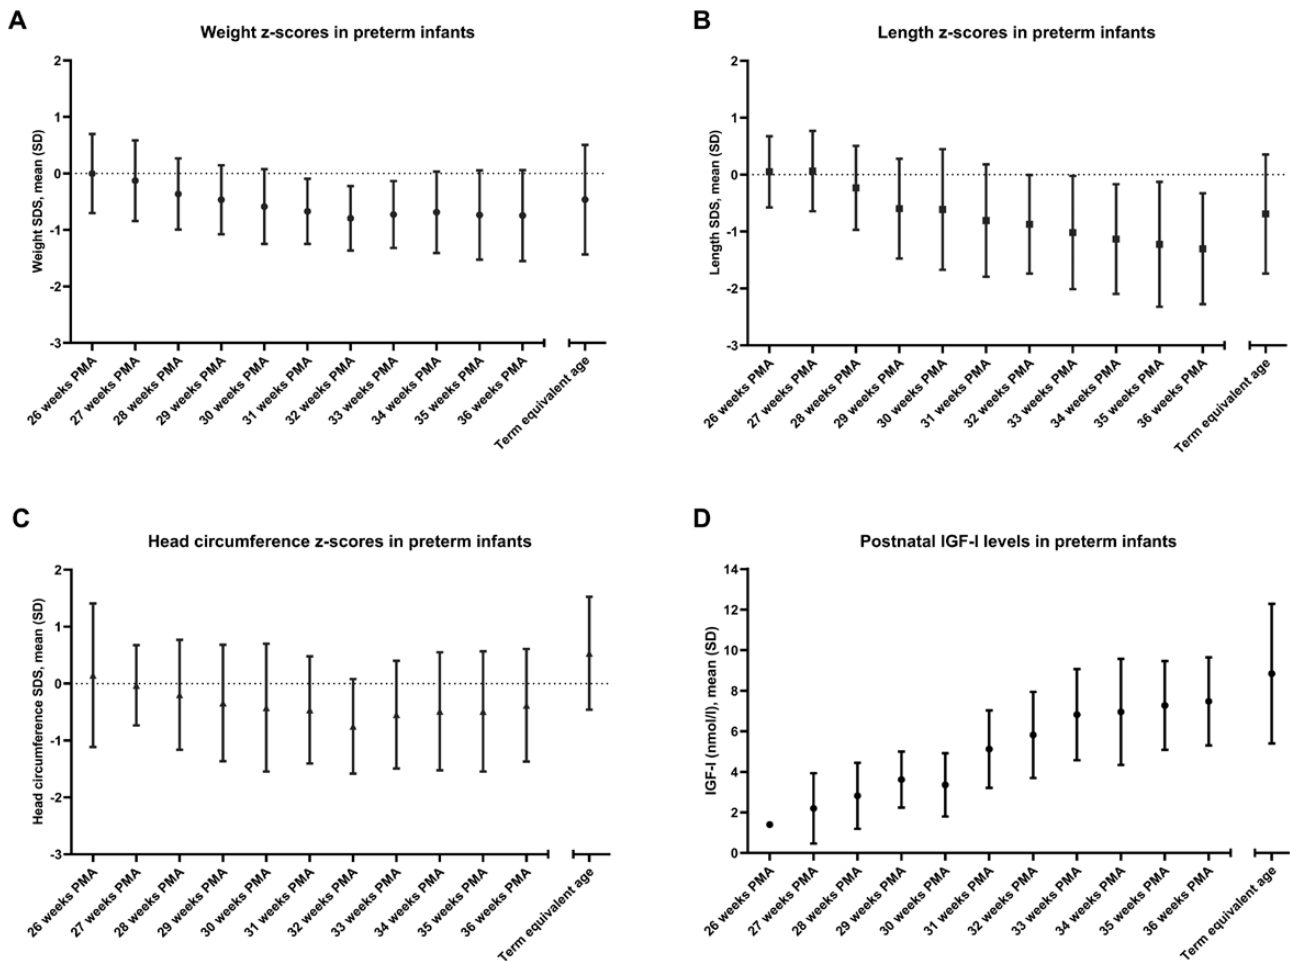 A
Weight z-scores in preterm infants
Weight SDS, mean (SD)
2
1
0
-1
-2
-3
26 weeks PMA
27 weeks PMA
28 weeks PMA
29 weeks PMA
30 weeks PMA
31 weeks PMA
32 weeks PMA
33 weeks PMA
34 weeks PMA
35 weeks PMA
36 weeks PMA
Term equivalent age
B
Length z-scores in preterm infants
Length SDS, mean (SD)
2
1
0
-1
-2
-3
26 weeks PMA
27 weeks PMA
28 weeks PMA
29 weeks PMA
30 weeks PMA
31 weeks PMA
32 weeks PMA
33 weeks PMA
34 weeks PMA
35 weeks PMA
36 weeks PMA
Term equivalent age
C
Head circumference z-scores in preterm infants
Head circumference SDS, mean (SD)
2
1
0
-1
-2
-3
26 weeks PMA
27 weeks PMA
28 weeks PMA
29 weeks PMA
30 weeks PMA
31 weeks PMA
32 weeks PMA
33 weeks PMA
34 weeks PMA
35 weeks PMA
36 weeks PMA
Term equivalent age
D
Postnatal IGF-I levels in preterm infants
IGF-I (nmol/l), mean (SD)
14
12
10
8
6
4
2
0
26 weeks PMA
27 weeks PMA
28 weeks PMA
29 weeks PMA
30 weeks PMA
31 weeks PMA
32 weeks PMA
33 weeks PMA
34 weeks PMA
35 weeks PMA
36 weeks PMA
Term equivalent age